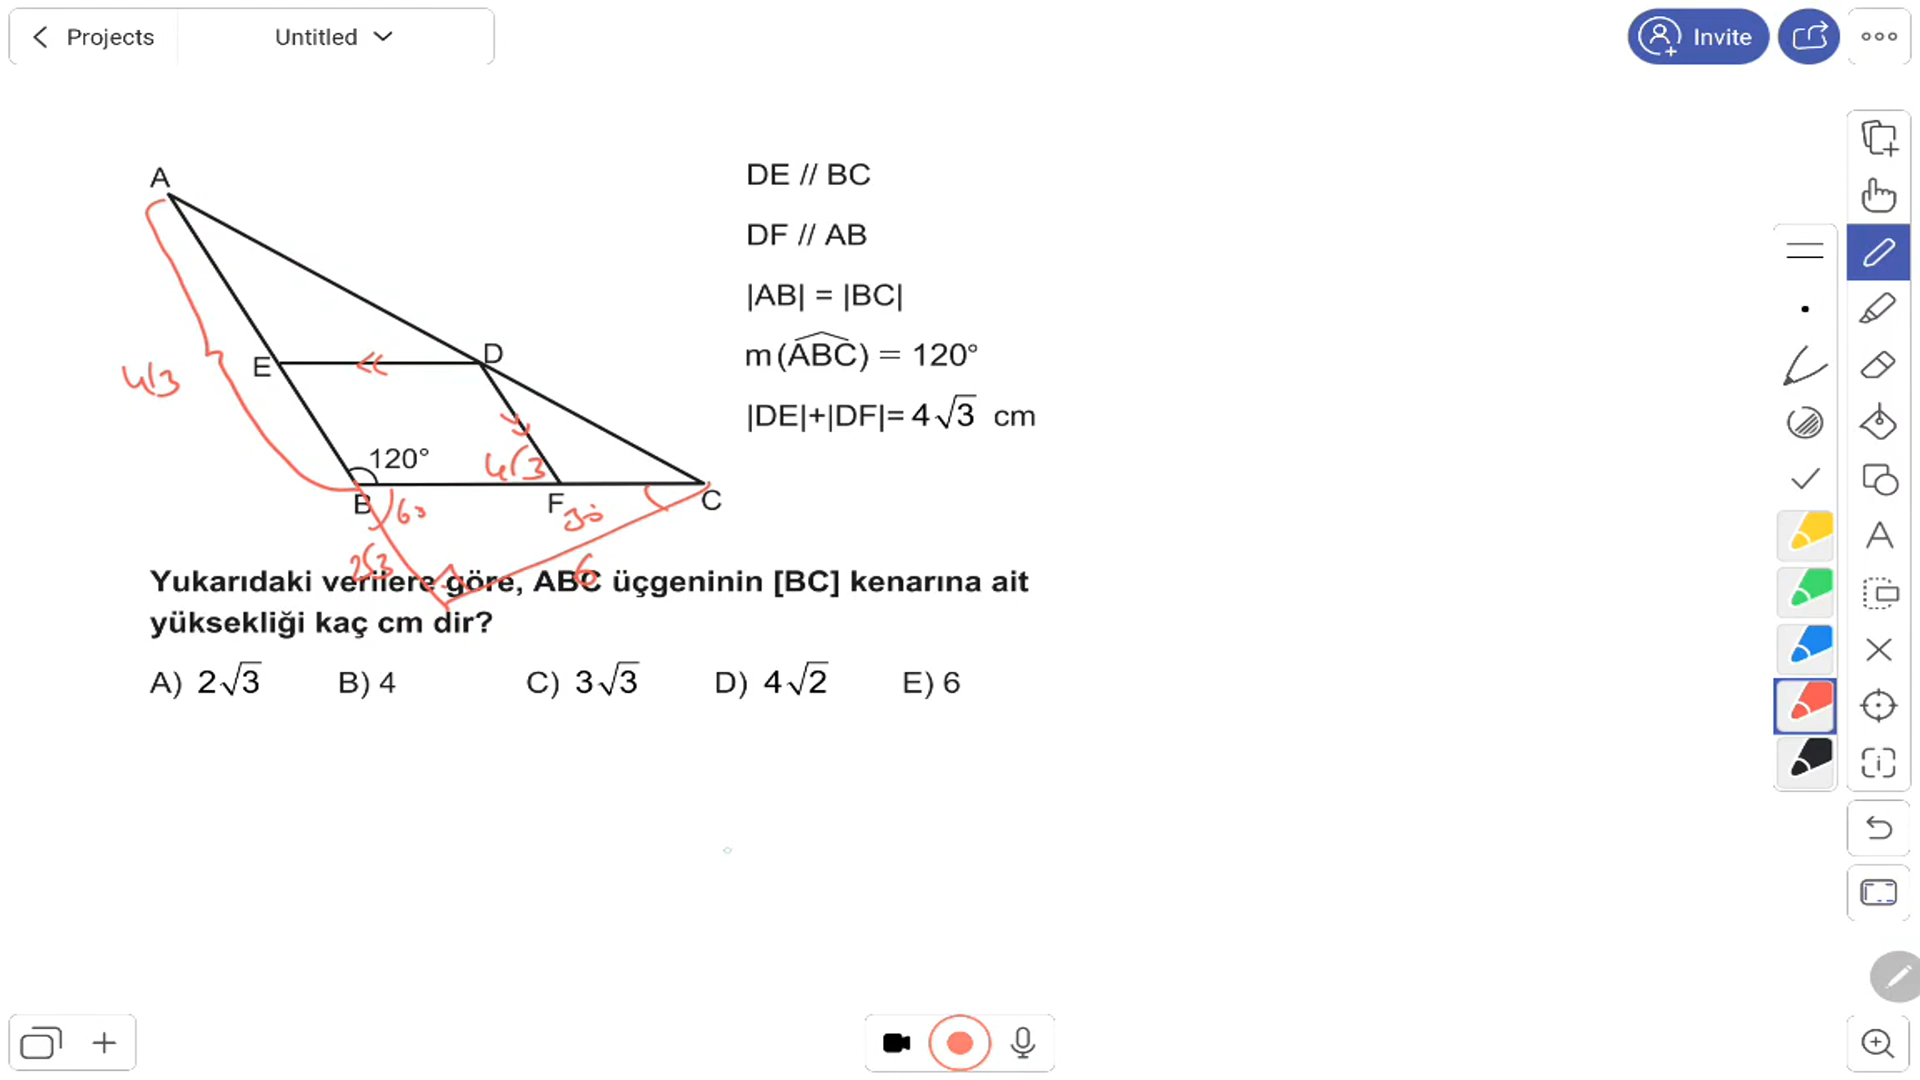 Projects
Untitled
Invite
A
DE // BC
DF // AB
|AB| = |BC|
E
D
m(ABC) = 120°
4√3
|DE|+|DF|= 4√3 cm
120°
4√3
B
F
C
60
30
2√3
6
Yukarıdaki verilere göre, ABC üçgeninin [BC] kenarına ait
yüksekliği kaç cm dir?
A) 2√3 B) 4 C) 3√3 D) 4√2 E) 6